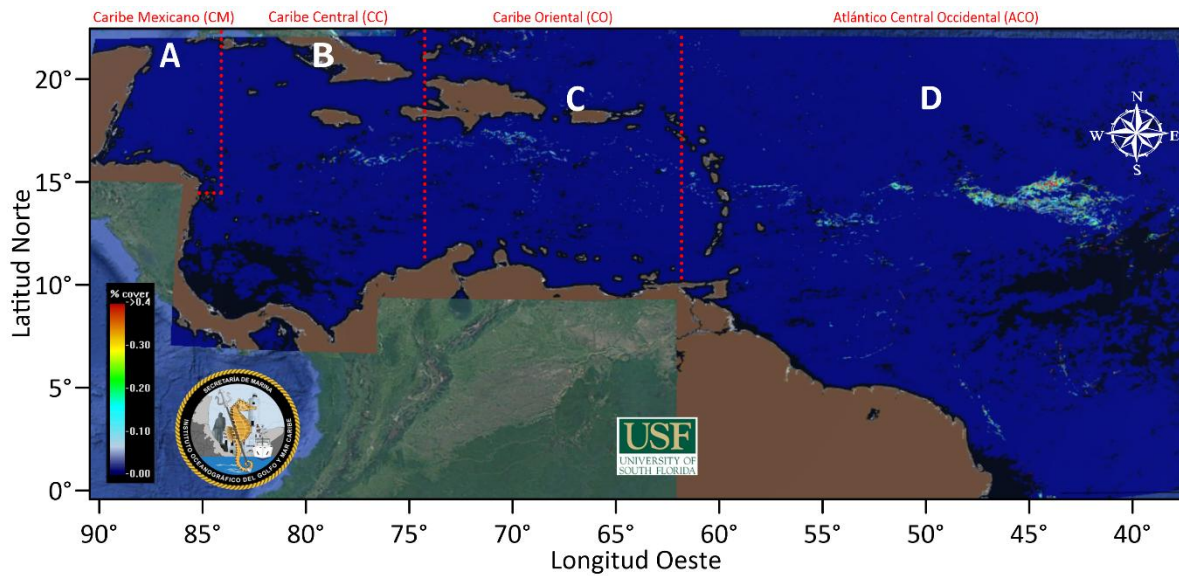 Caribe Mexicano (CM)
Caribe Central (CC)
Caribe Oriental (CO)
Atlántico Central Occidental (ACO)
A
B
C
D
N
W
E
S
Latitud Norte
20°
15°
10°
5°
0°
% cover
->0.4
-0.30
-0.20
-0.10
-0.00
SECRETARÍA DE MARINA
INSTITUTO OCEANOGRÁFICO DEL GOLFO Y MAR CARIBE
USF
UNIVERSITY OF
SOUTH FLORIDA
90° 85° 80° 75° 70° 65° 60° 55° 50° 45° 40°
Longitud Oeste